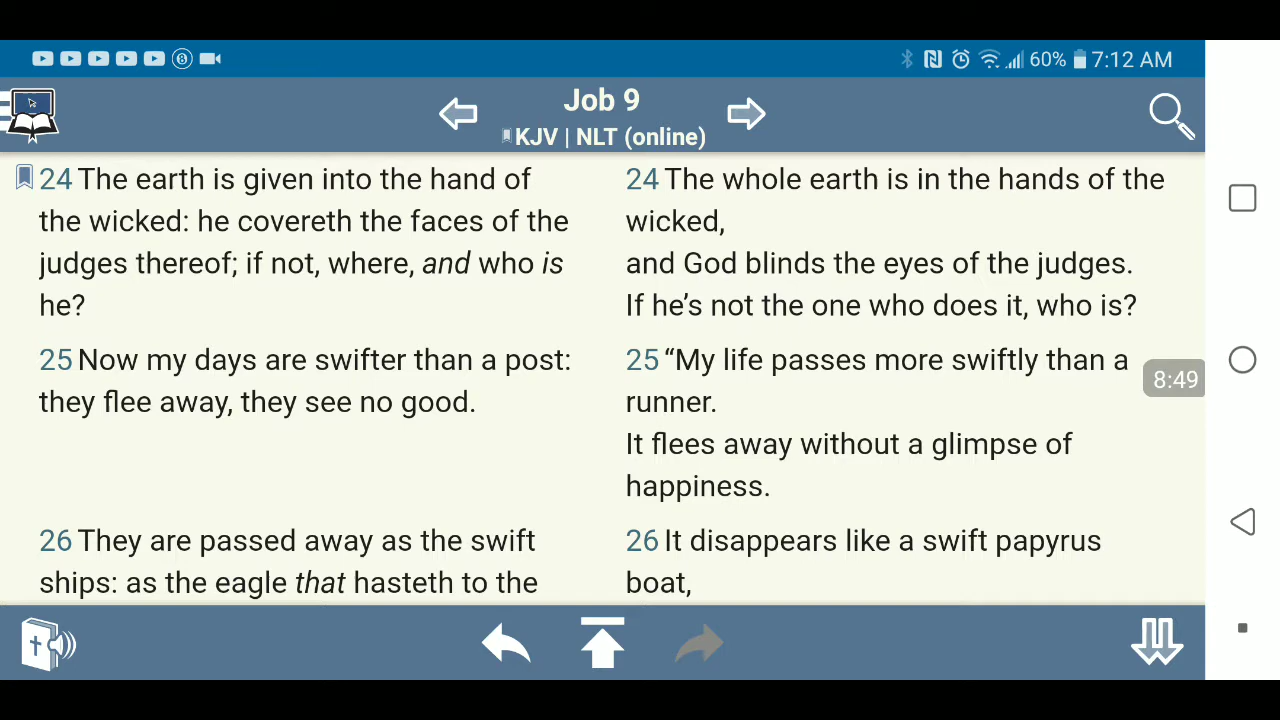 60% 7:12 AM
Job 9
KJV | NLT (online)
24 The earth is given into the hand of
the wicked: he covereth the faces of the
judges thereof; if not, where, and who is
he?
25 Now my days are swifter than a post:
they flee away, they see no good.
26 They are passed away as the swift
ships: as the eagle that hasteth to the
24 The whole earth is in the hands of the
wicked,
and God blinds the eyes of the judges.
If he’s not the one who does it, who is?
25 “My life passes more swiftly than a
runner.
It flees away without a glimpse of
happiness.
26 It disappears like a swift papyrus
boat,
8:49